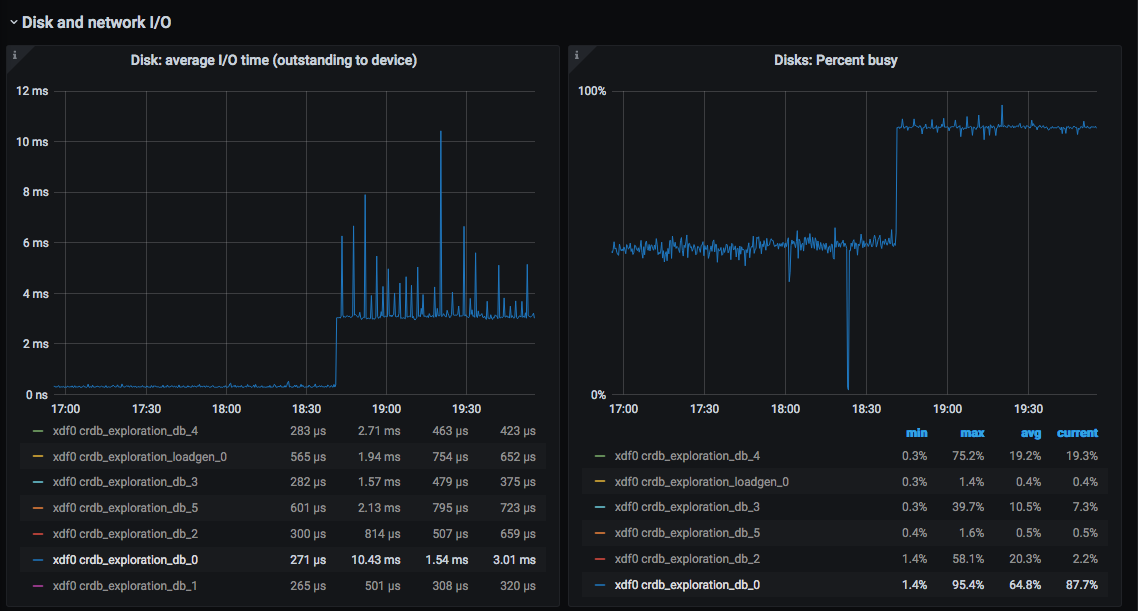 Disk and network I/O
Disk: average I/O time (outstanding to device)
12 ms
10 ms
8 ms
6 ms
4 ms
2 ms
0 ns
17:00 17:30 18:00 18:30 19:00 19:30
xdf0 crdb_exploration_db_4 283 µs 2.71 ms 463 µs 423 µs
xdf0 crdb_exploration_loadgen_0 565 µs 1.94 ms 754 µs 652 µs
xdf0 crdb_exploration_db_3 282 µs 1.57 ms 479 µs 375 µs
xdf0 crdb_exploration_db_5 601 µs 2.13 ms 795 µs 723 µs
xdf0 crdb_exploration_db_2 300 µs 814 µs 507 µs 659 µs
xdf0 crdb_exploration_db_0 271 µs 10.43 ms 1.54 ms 3.01 ms
xdf0 crdb_exploration_db_1 265 µs 501 µs 308 µs 320 µs
Disks: Percent busy
100%
0%
17:00 17:30 18:00 18:30 19:00 19:30
min max avg current
xdf0 crdb_exploration_db_4 0.3% 75.2% 19.2% 19.3%
xdf0 crdb_exploration_loadgen_0 0.3% 1.4% 0.4% 0.4%
xdf0 crdb_exploration_db_3 0.3% 39.7% 10.5% 7.3%
xdf0 crdb_exploration_db_5 0.4% 1.6% 0.5% 0.5%
xdf0 crdb_exploration_db_2 1.4% 58.1% 20.3% 2.2%
xdf0 crdb_exploration_db_0 1.4% 95.4% 64.8% 87.7%